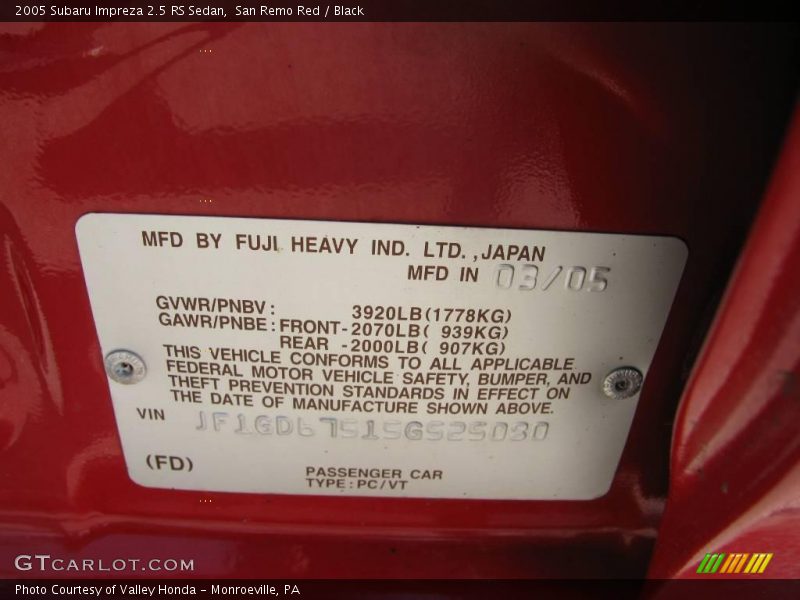 2005 Subaru Impreza 2.5 RS Sedan, San Remo Red / Black
MFD BY FUJI HEAVY IND. LTD., JAPAN
MFD IN 03/05
GVWR/PNBV: 3920LB(1778KG)
GAWR/PNBE: FRONT-2070LB( 939KG)
REAR -2000LB( 907KG)
THIS VEHICLE CONFORMS TO ALL APPLICABLE
FEDERAL MOTOR VEHICLE SAFETY, BUMPER, AND
THEFT PREVENTION STANDARDS IN EFFECT ON
THE DATE OF MANUFACTURE SHOWN ABOVE.
VIN
(FD)
PASSENGER CAR
TYPE:PC/VT
GTCARLOT.COM
Photo Courtesy of Valley Honda - Monroeville, PA